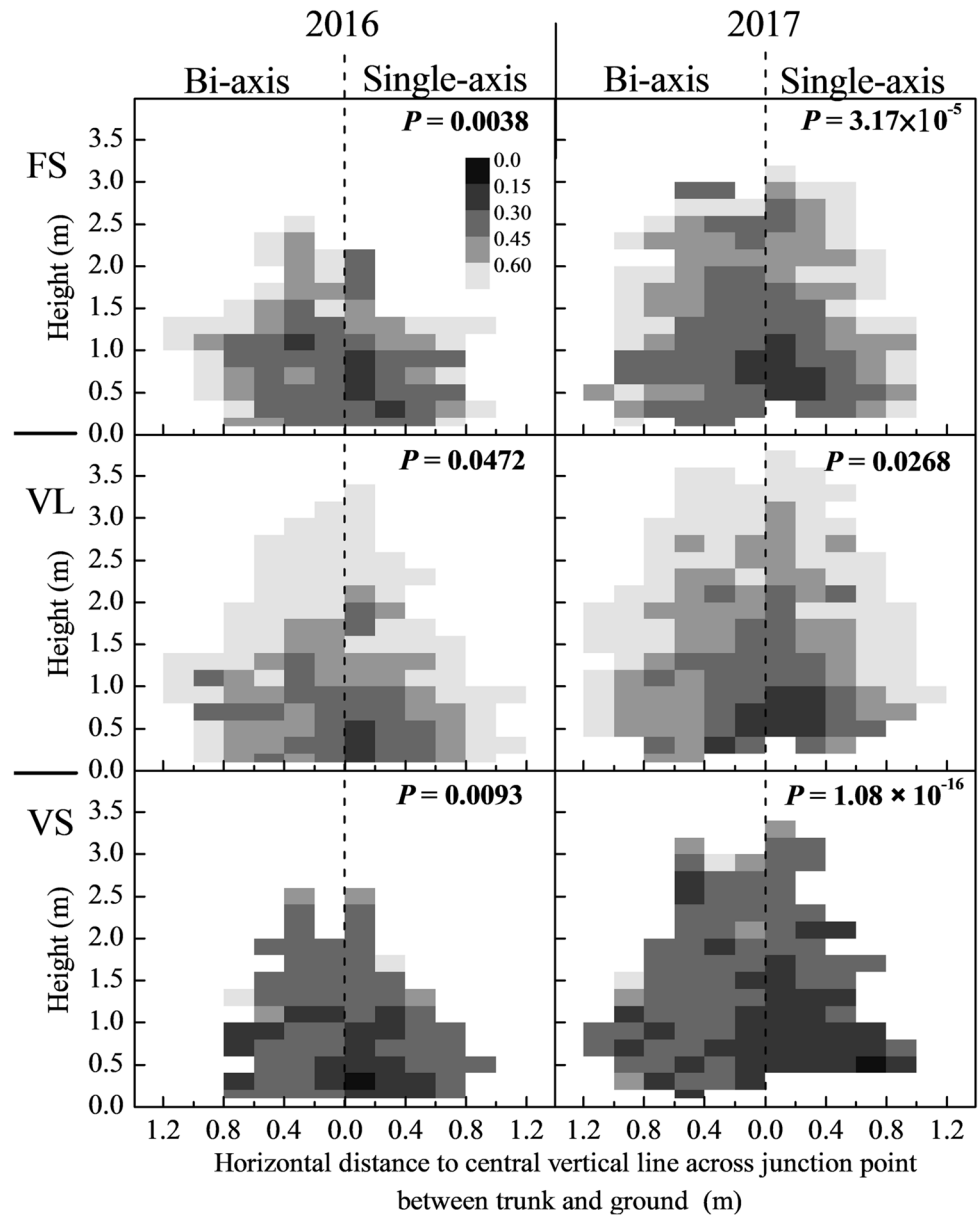 2016 2017
Bi-axis Single-axis Bi-axis Single-axis
FS
Height (m)
3.5
3.0
2.5
2.0
1.5
1.0
0.5
0.0
P = 0.0038
0.0
0.15
0.30
0.45
0.60
P = 3.17×10⁻⁵
VL
Height (m)
3.5
3.0
2.5
2.0
1.5
1.0
0.5
0.0
P = 0.0472
P = 0.0268
VS
Height (m)
3.5
3.0
2.5
2.0
1.5
1.0
0.5
0.0
P = 0.0093
P = 1.08 × 10⁻¹⁶
1.2 0.8 0.4 0.0 0.4 0.8 1.2 1.2 0.8 0.4 0.0 0.4 0.8 1.2
Horizontal distance to central vertical line across junction point
between trunk and ground (m)